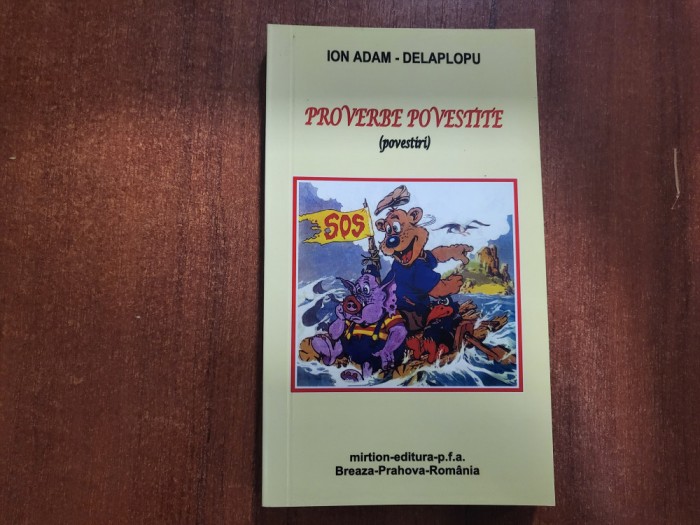 ION ADAM - DELAPLOPU
PROVERBE POVESTITE
(povestiri)
SOS
mirtion-editura-p.f.a.
Breaza-Prahova-România